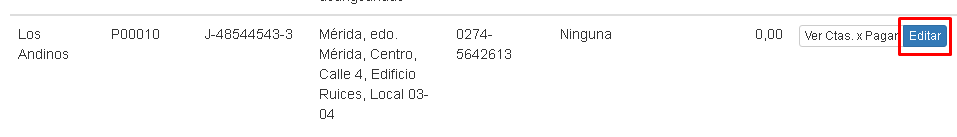 Los Andinos
P00010
J-48544543-3
Mérida, edo.
Mérida, Centro,
Calle 4, Edificio
Ruices, Local 03-
04
0274-
5642613
Ninguna
0,00
Ver Ctas. x Pagar
Editar